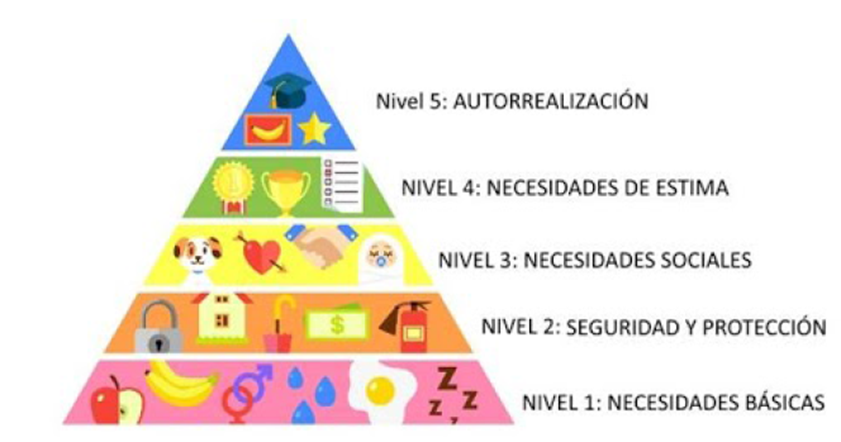 Nivel 5: AUTORREALIZACIÓN
1
NIVEL 4: NECESIDADES DE ESTIMA
NIVEL 3: NECESIDADES SOCIALES
$
NIVEL 2: SEGURIDAD Y PROTECCIÓN
Z
z Z
z
NIVEL 1: NECESIDADES BÁSICAS